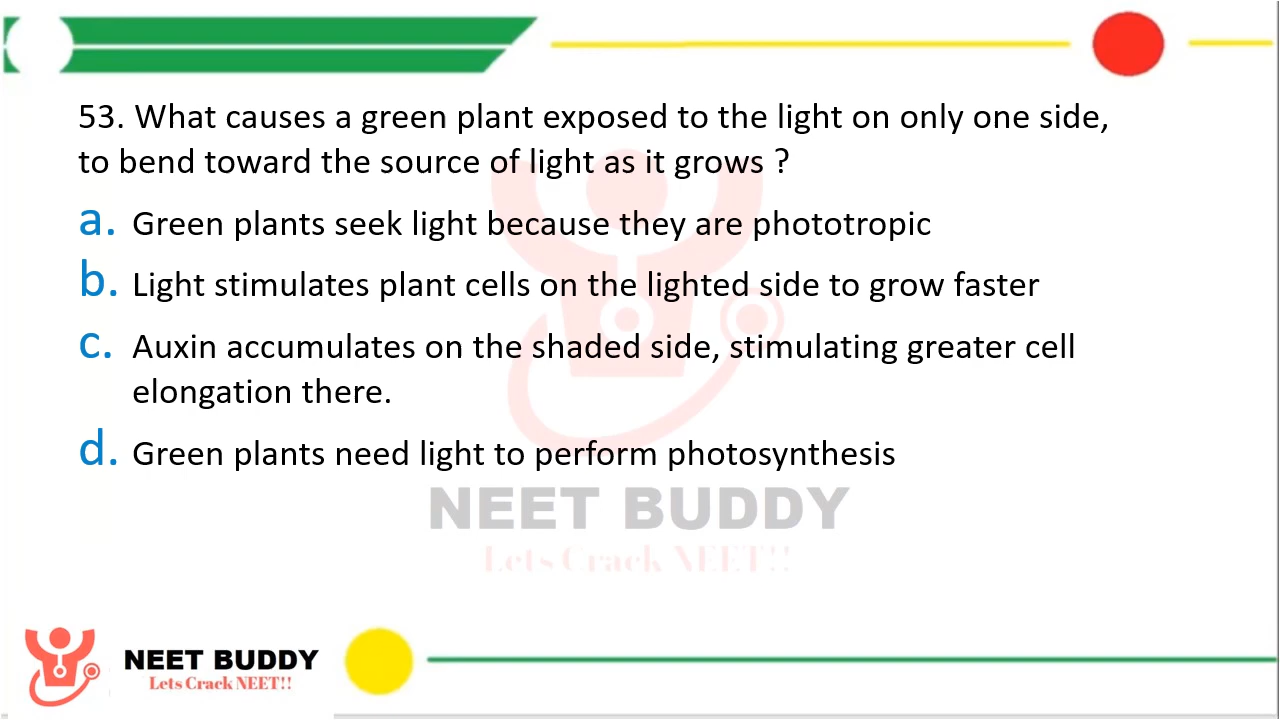 53. What causes a green plant exposed to the light on only one side,
to bend toward the source of light as it grows ?
a. Green plants seek light because they are phototropic
b. Light stimulates plant cells on the lighted side to grow faster
c. Auxin accumulates on the shaded side, stimulating greater cell
elongation there.
d. Green plants need light to perform photosynthesis
NEET BUDDY
Lets Crack NEET!!
NEET BUDDY
Lets Crack NEET!!